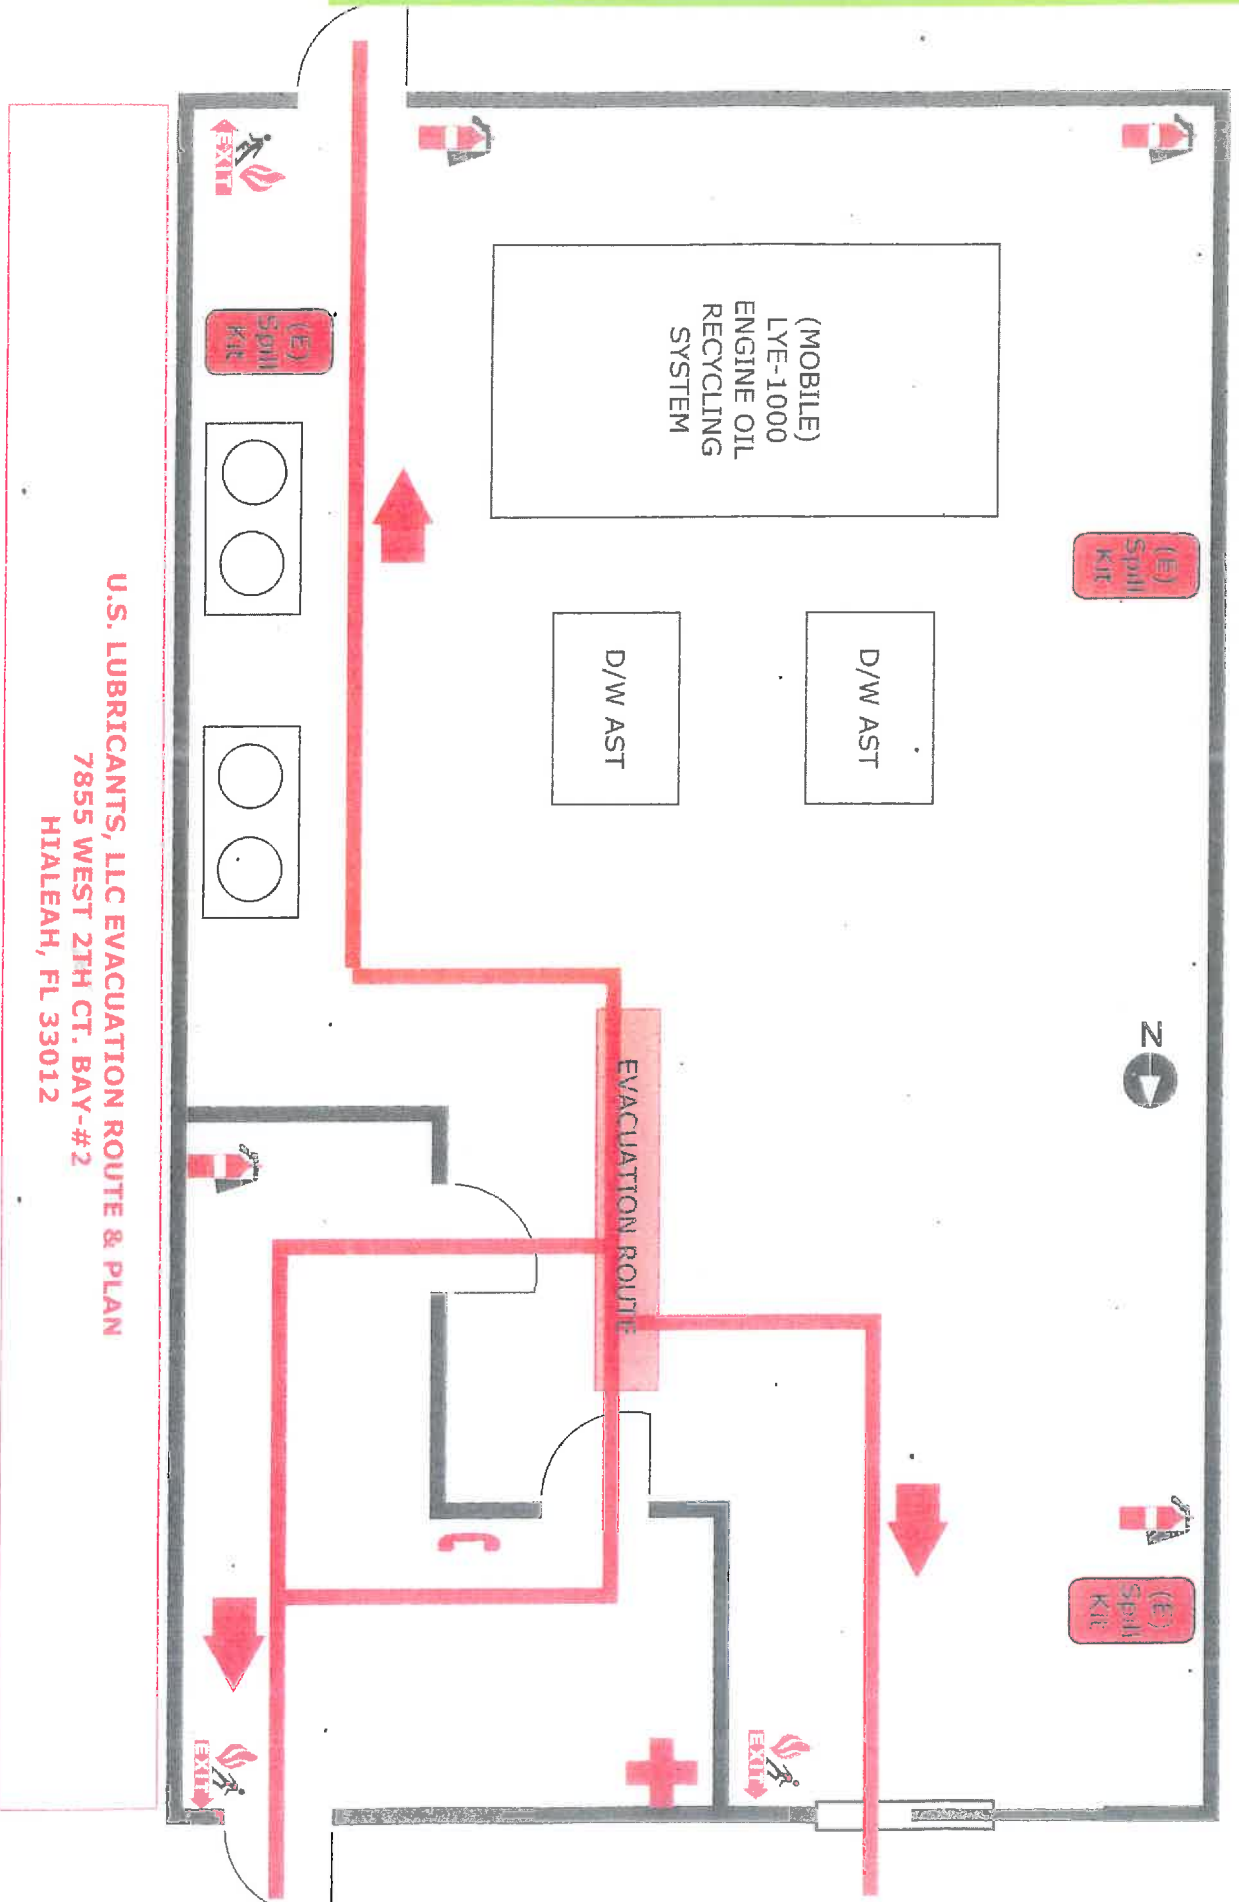 (MOBILE)
LYE-1000
ENGINE OIL
RECYCLING
SYSTEM
D/W AST
D/W AST
(E)
Spill
Kit
(E)
Spill
Kit
(E)
Spill
Kit
EXIT
EXIT
EXIT
N
EVACUATION ROUTE
U.S. LUBRICANTS, LLC EVACUATION ROUTE & PLAN
7855 WEST 2TH CT. BAY-#2
HIALEAH, FL 33012